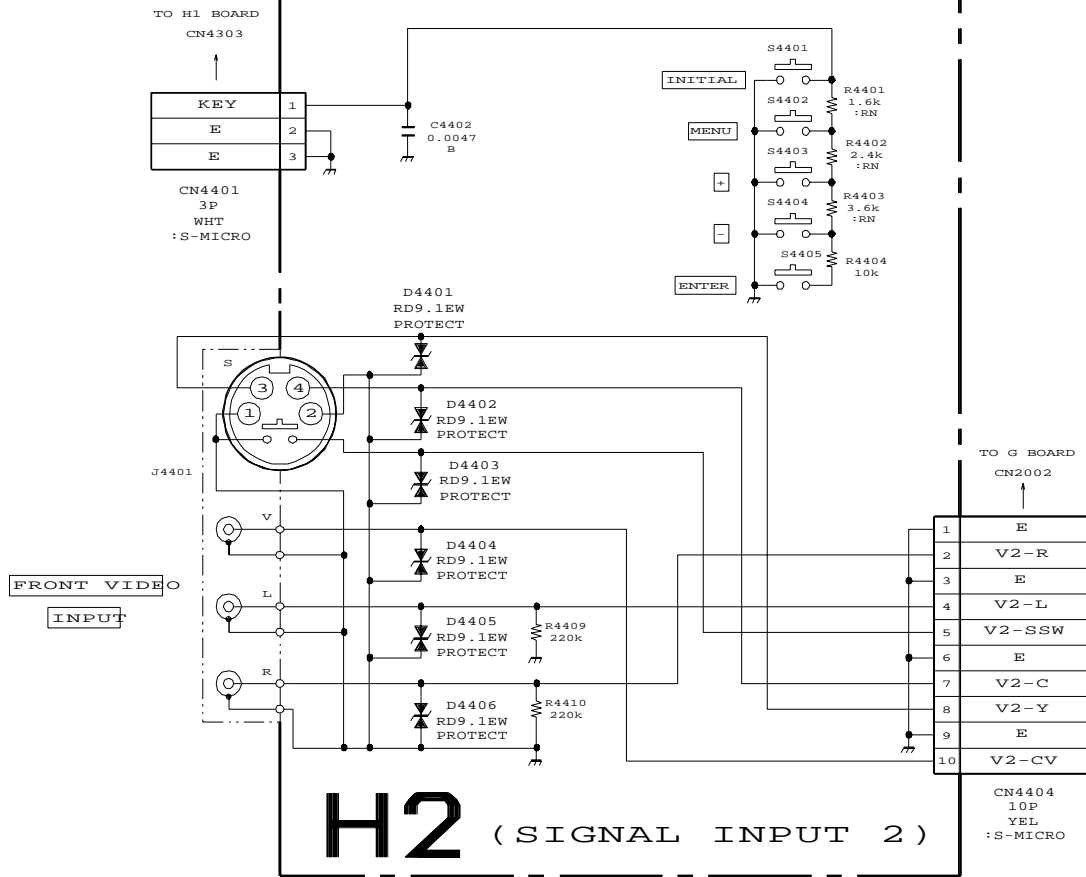 TO H1 BOARD
CN4303
KEY 1
E 2
E 3
CN4401
3P
WHT
:S-MICRO
C4402
0.0047
B
S4401
INITIAL
R4401
1.6k
:RN
S4402
MENU
R4402
2.4k
:RN
S4403
+
R4403
3.6k
:RN
S4404
-
S4405
R4404
10k
ENTER
D4401
RD9.1EW
PROTECT
S
3 4
1 2
J4401
D4402
RD9.1EW
PROTECT
D4403
RD9.1EW
PROTECT
V
D4404
RD9.1EW
PROTECT
FRONT VIDEO
INPUT
L
D4405
RD9.1EW
PROTECT
R4409
220k
R
D4406
RD9.1EW
PROTECT
R4410
220k
TO G BOARD
CN2002
1 E
2 V2-R
3 E
4 V2-L
5 V2-SSW
6 E
7 V2-C
8 V2-Y
9 E
10 V2-CV
CN4404
10P
YEL
:S-MICRO
H2 (SIGNAL INPUT 2)